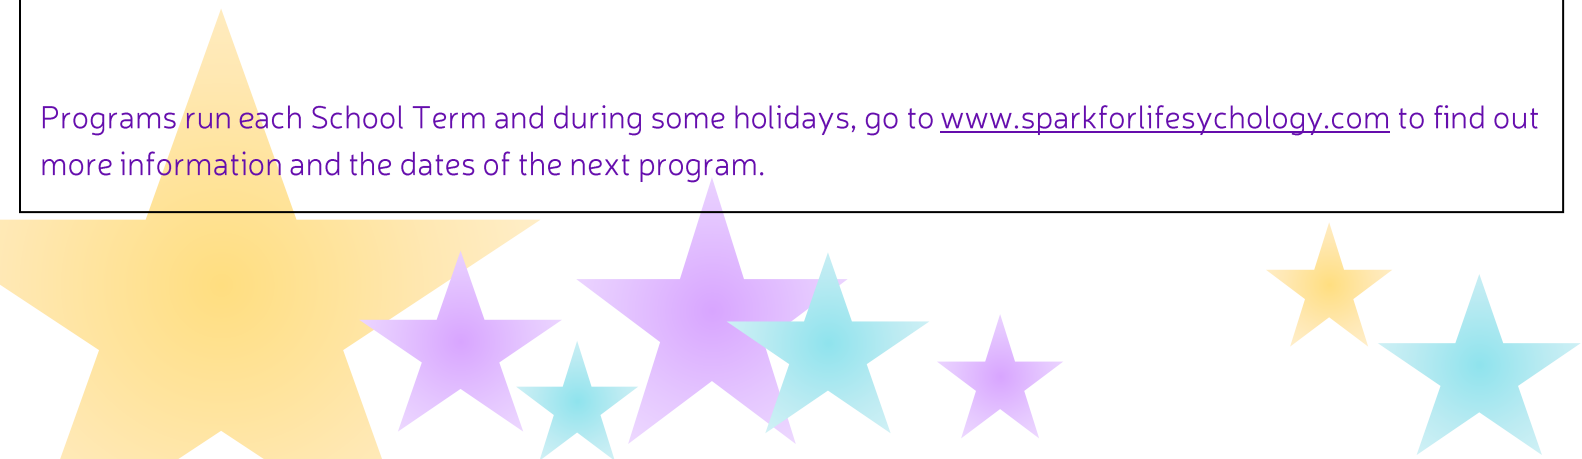 Programs run each School Term and during some holidays, go to www.sparkforlifesychology.com to find out
more information and the dates of the next program.